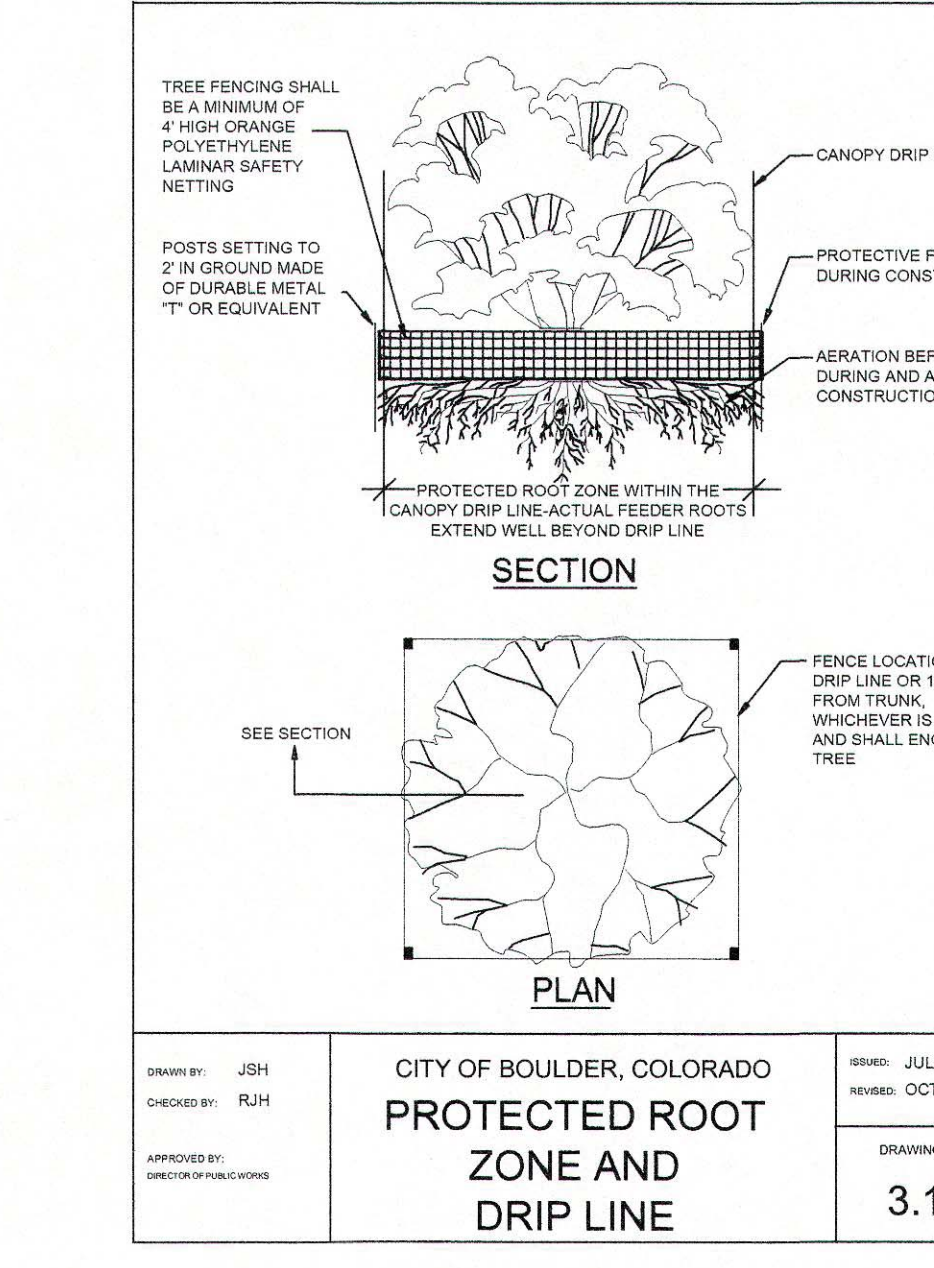 TREE FENCING SHALL
BE A MINIMUM OF
4' HIGH ORANGE
POLYETHYLENE
LAMINAR SAFETY
NETTING
POSTS SETTING TO
2' IN GROUND MADE
OF DURABLE METAL
"T" OR EQUIVALENT
CANOPY DRIP
PROTECTIVE F
DURING CONS
AERATION BEF
DURING AND A
CONSTRUCTIO
PROTECTED ROOT ZONE WITHIN THE
CANOPY DRIP LINE-ACTUAL FEEDER ROOTS
EXTEND WELL BEYOND DRIP LINE
SECTION
SEE SECTION
FENCE LOCATI
DRIP LINE OR 1
FROM TRUNK,
WHICHEVER IS
AND SHALL EN
TREE
PLAN
DRAWN BY: JSH
CHECKED BY: RJH
APPROVED BY:
DIRECTOR OF PUBLIC WORKS
CITY OF BOULDER, COLORADO
PROTECTED ROOT
ZONE AND
DRIP LINE
ISSUED: JUL
REVISED: OCT
DRAWING
3.1